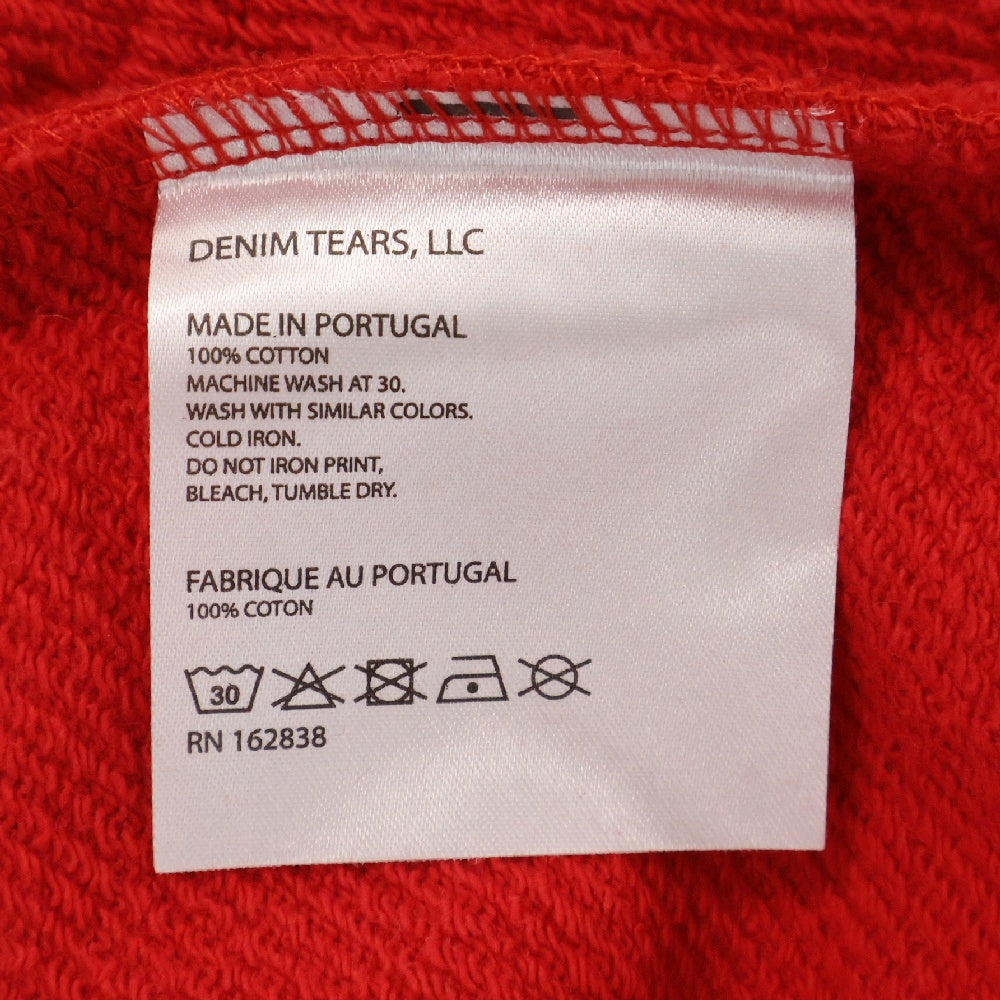 DENIM TEARS, LLC
MADE IN PORTUGAL
100% COTTON
MACHINE WASH AT 30.
WASH WITH SIMILAR COLORS.
COLD IRON.
DO NOT IRON PRINT,
BLEACH, TUMBLE DRY.
FABRIQUE AU PORTUGAL
100% COTON
30
RN 162838